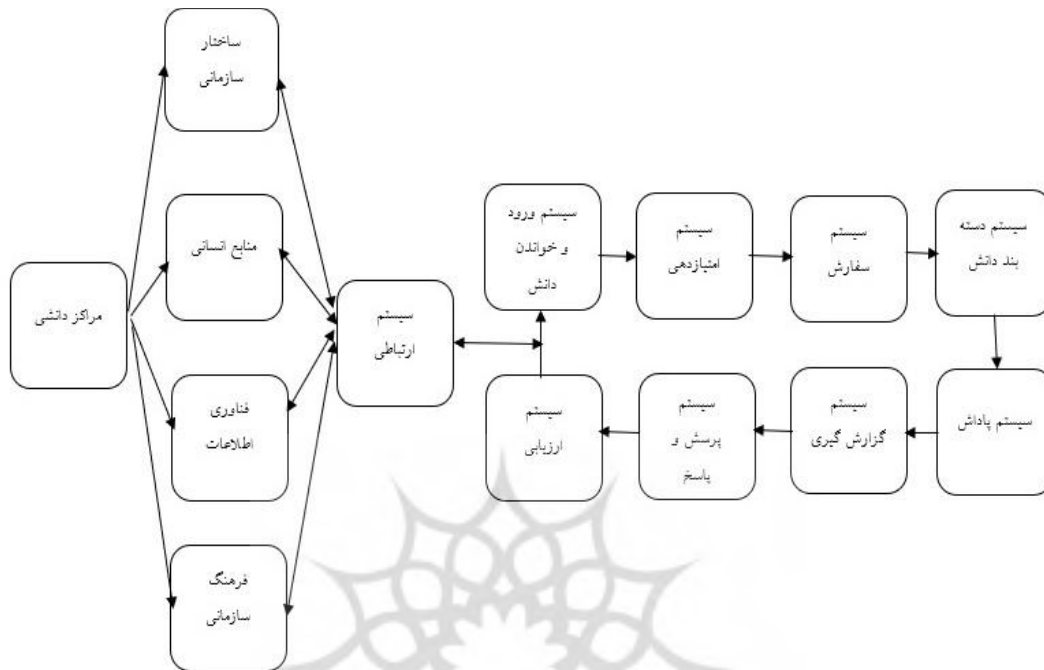 ساختار
سازمانی
منابع انسانی
مراکز دانشی
فناوری
اطلاعات
فرهنگ
سازمانی
سیستم
ارتباطی
سیستم ورود
و خواندن
دانش
سیستم
امتیازدهی
سیستم
سفارش
سیستم دسته
بند دانش
سیستم پاداش
سیستم
گزارش گیری
سیستم
پرسش و
پاسخ
سیستم
ارزیابی